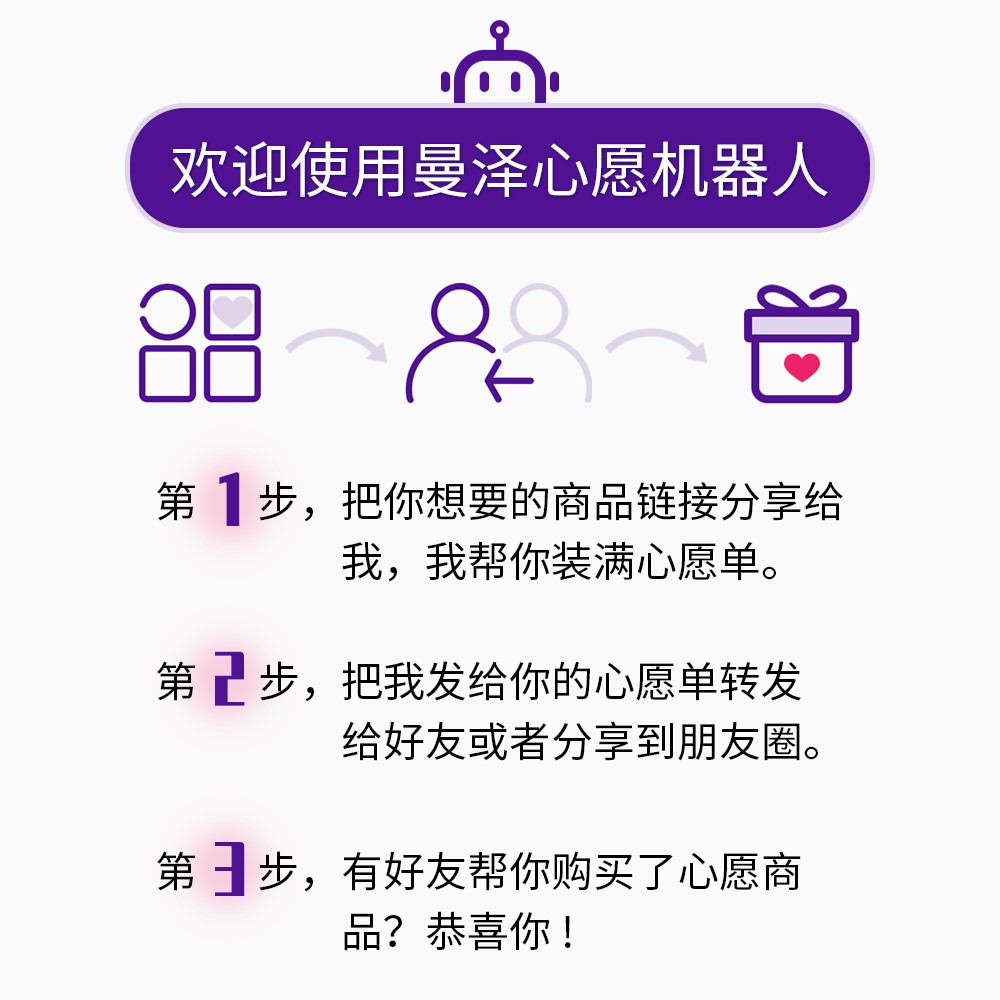 欢迎使用曼泽心愿机器人
第1步，把你想要的商品链接分享给
我，我帮你装满心愿单。
第2步，把我发给你的心愿单转发
给好友或者分享到朋友圈。
第3步，有好友帮你购买了心愿商
品？恭喜你！